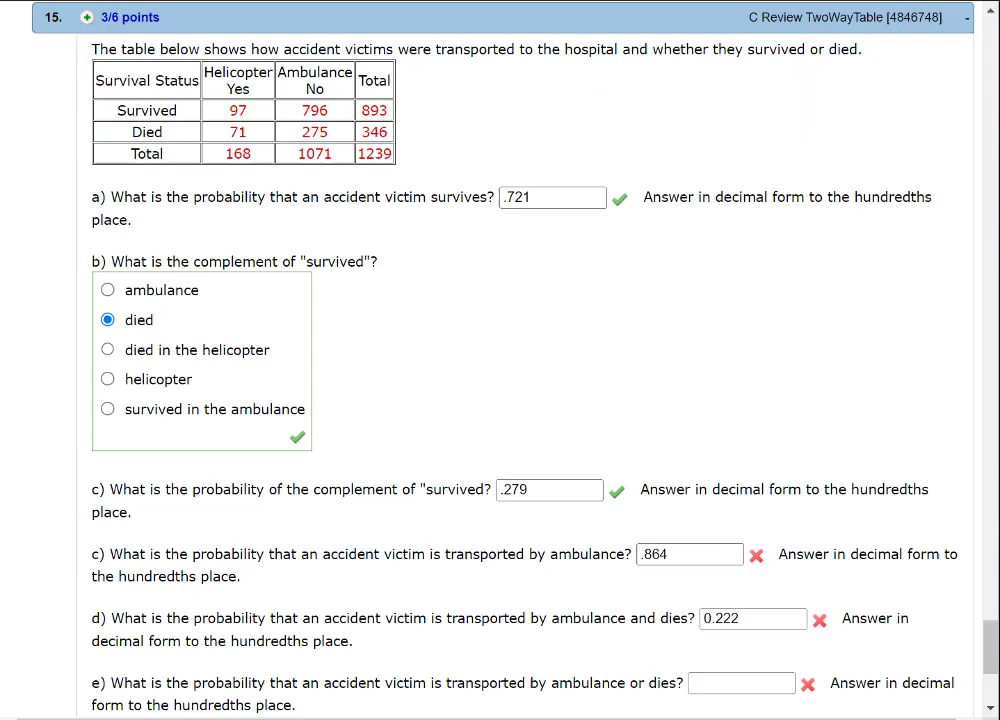 15. 3/6 points C Review TwoWayTable [4846748] -
The table below shows how accident victims were transported to the hospital and whether they survived or died.
Survival Status Helicopter Yes Ambulance No Total
Survived 97 796 893
Died 71 275 346
Total 168 1071 1239
a) What is the probability that an accident victim survives? .721 Answer in decimal form to the hundredths
place.
b) What is the complement of "survived"?
ambulance
died
died in the helicopter
helicopter
survived in the ambulance
c) What is the probability of the complement of "survived? .279 Answer in decimal form to the hundredths
place.
c) What is the probability that an accident victim is transported by ambulance? .864 Answer in decimal form to
the hundredths place.
d) What is the probability that an accident victim is transported by ambulance and dies? 0.222 Answer in
decimal form to the hundredths place.
e) What is the probability that an accident victim is transported by ambulance or dies? Answer in decimal
form to the hundredths place.